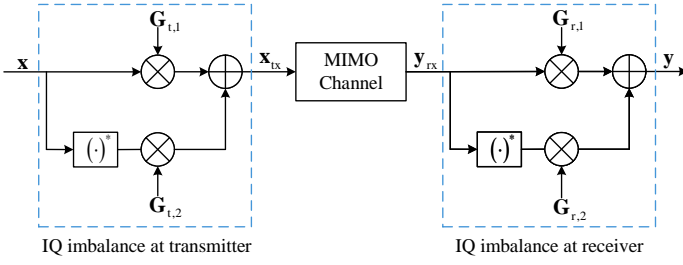 G_t,1
G_r,1
x
x_tx
MIMO
Channel
y_rx
y
(·)*
(·)*
G_t,2
G_r,2
IQ imbalance at transmitter
IQ imbalance at receiver